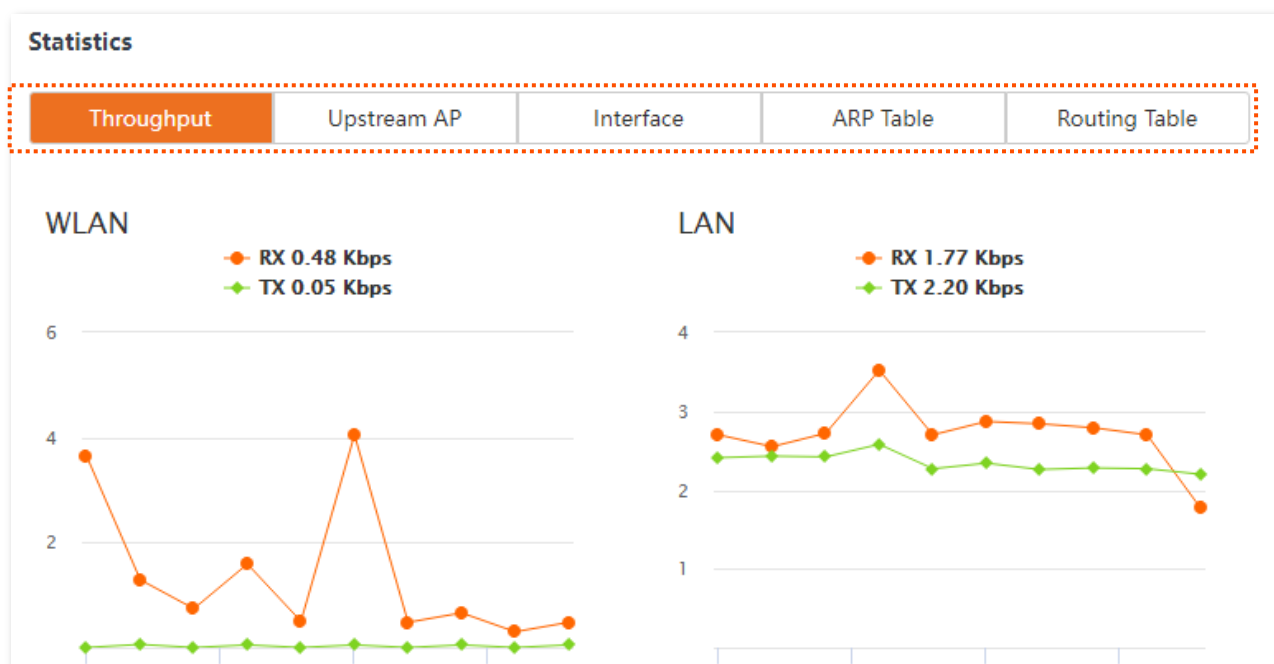 Statistics
Throughput Upstream AP Interface ARP Table Routing Table
WLAN
RX 0.48 Kbps
TX 0.05 Kbps
6
4
2
LAN
RX 1.77 Kbps
TX 2.20 Kbps
4
3
2
1